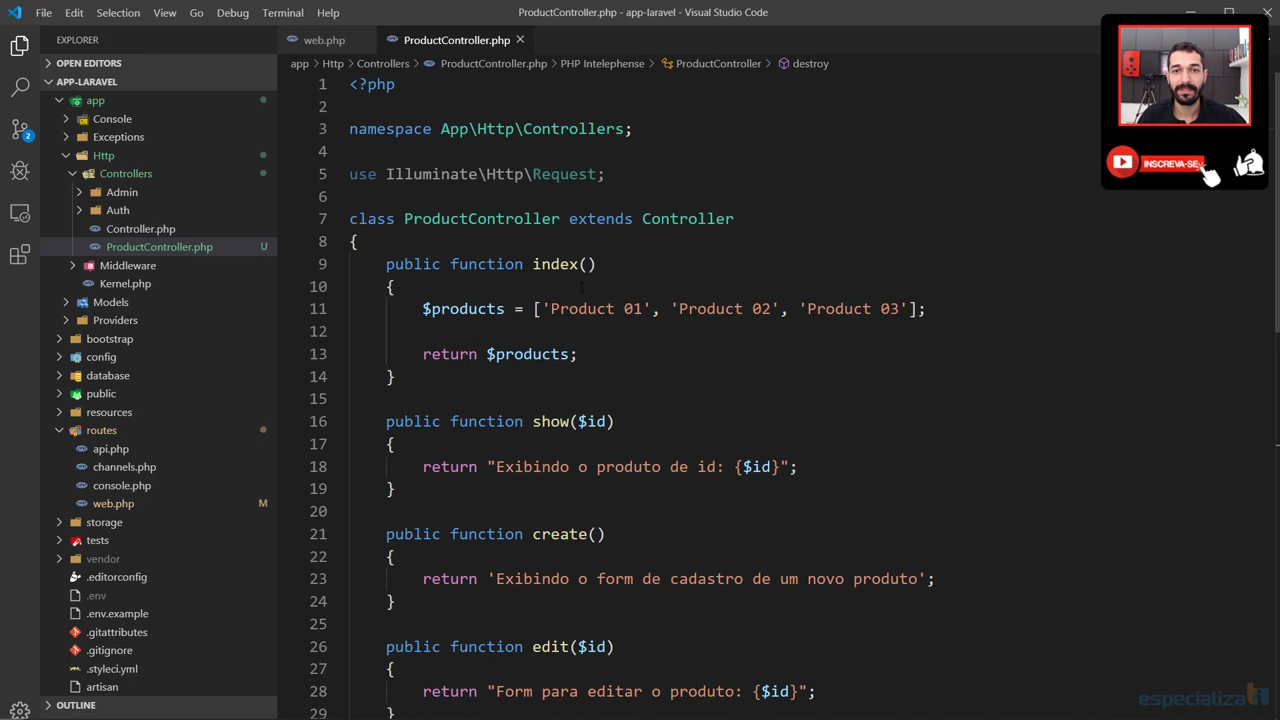 File Edit Selection View Go Debug Terminal Help
ProductController.php - app-laravel - Visual Studio Code
EXPLORER
OPEN EDITORS
APP-LARAVEL
app
Console
Exceptions
Http
Controllers
Admin
Auth
Controller.php
ProductController.php U
Middleware
Kernel.php
Models
Providers
bootstrap
config
database
public
resources
routes
api.php
channels.php
console.php
web.php M
storage
tests
vendor
.editorconfig
.env
.env.example
.gitattributes
.gitignore
.styleci.yml
artisan
OUTLINE
2
web.php ProductController.php
app Http Controllers ProductController.php PHP Intelephense ProductController destroy
1 <?php
2
3 namespace App\Http\Controllers;
4
5 use Illuminate\Http\Request;
6
7 class ProductController extends Controller
8 {
9 public function index()
10 {
11 $products = ['Product 01', 'Product 02', 'Product 03'];
12
13 return $products;
14 }
15
16 public function show($id)
17 {
18 return "Exibindo o produto de id: {$id}";
19 }
20
21 public function create()
22 {
23 return 'Exibindo o form de cadastro de um novo produto';
24 }
25
26 public function edit($id)
27 {
28 return "Form para editar o produto: {$id}";
29 }
INSCREVA-SE
especializati